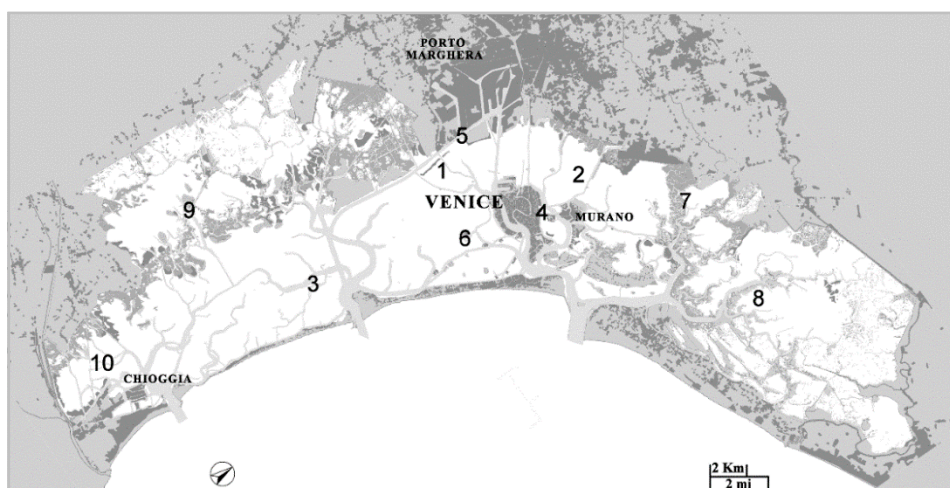 PORTO
MARGHERA
5
1
2
VENICE
7
9
4
MURANO
6
3
8
10
CHIOGGIA
2 Km
2 mi